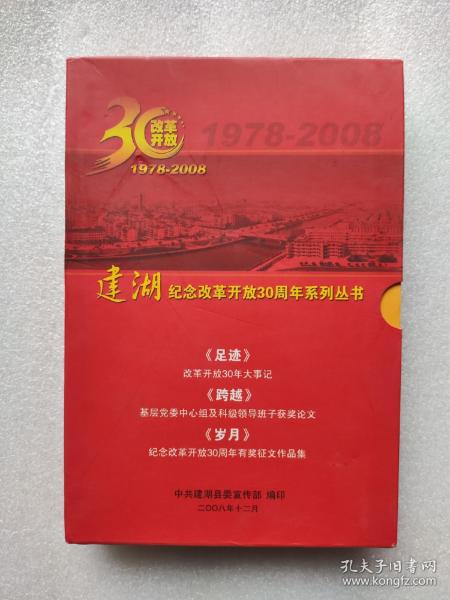 30
改革
开放
1978-2008
1978-2008
建湖 纪念改革开放30周年系列丛书
《足迹》
改革开放30年大事记
《跨越》
基层党委中心组及科级领导班子获奖论文
《岁月》
纪念改革开放30周年有奖征文作品集
中共建湖县委宣传部 编印
二〇〇八年十二月
孔夫子旧书网
www.kongfz.com